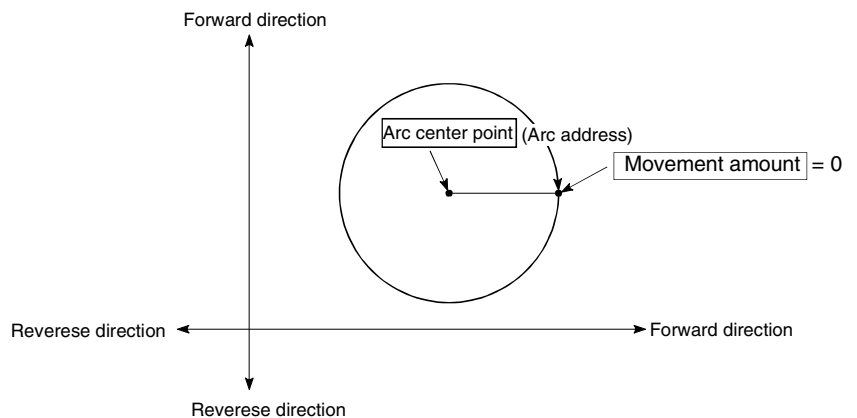 Forward direction
Arc center point (Arc address)
Movement amount = 0
Reverese direction
Forward direction
Reverese direction